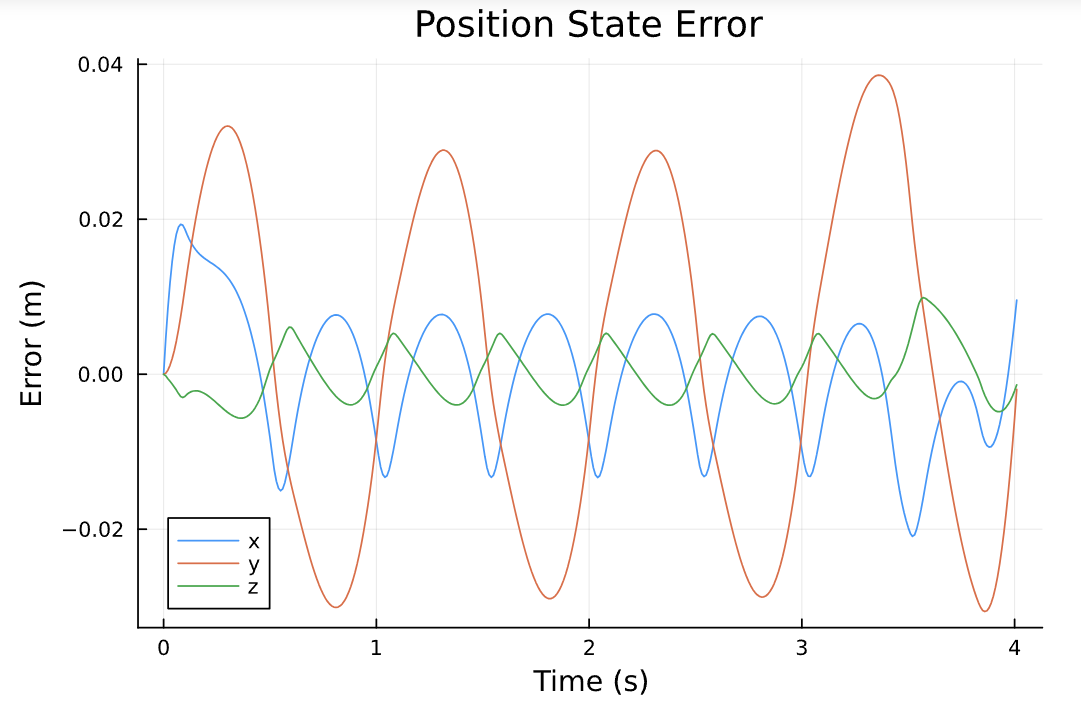 Position State Error
0.04
0.02
0.00
−0.02
Error (m)
x
y
z
0 1 2 3 4
Time (s)